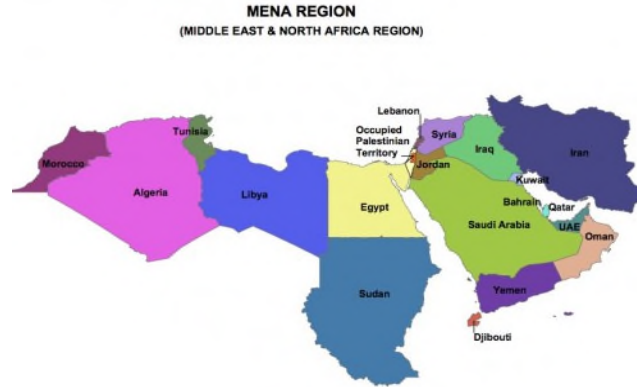 MENA REGION
(MIDDLE EAST & NORTH AFRICA REGION)
Lebanon
Tunisia
Occupied
Palestinian
Territory
Syria
Morocco
Algeria
Libya
Egypt
Jordan
Iraq
Iran
Kuwait
Bahrain
Qatar
Saudi Arabia
UAE
Oman
Sudan
Yemen
Djibouti